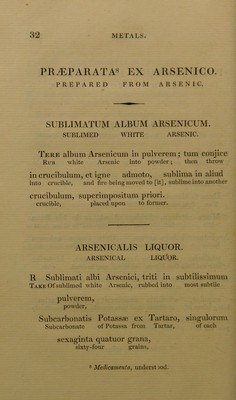 32 METALS.
PRÆPARATAª EX ARSENICO.
PREPARED FROM ARSENIC.
SUBLIMATUM ALBUM ARSENICUM.
SUBLIMED WHITE ARSENIC.
TERE album Arsenicum in pulverem; tum conjice
RUB white Arsenic into powder; then throw
in crucibulum, et igne admoto, sublima in aliud
into crucible, and fire being moved to [it], sublime into another
crucibulum, superimpositum priori.
crucible, placed upon to former.
ARSENICALIS LIQUOR.
ARSENICAL LIQUOR.
R Sublimati albi Arsenici, triti in subtilissimum
TAKE Of sublimed white Arsenic, rubbed into most subtile
pulverem,
powder,
Subcarbonatis Potassæ ex Tartaro, singulorum
Subcarbonate of Potassa from Tartar, of each
sexaginta quatuor grana,
sixty-four grains,
ª Medicamenta, underst ood.